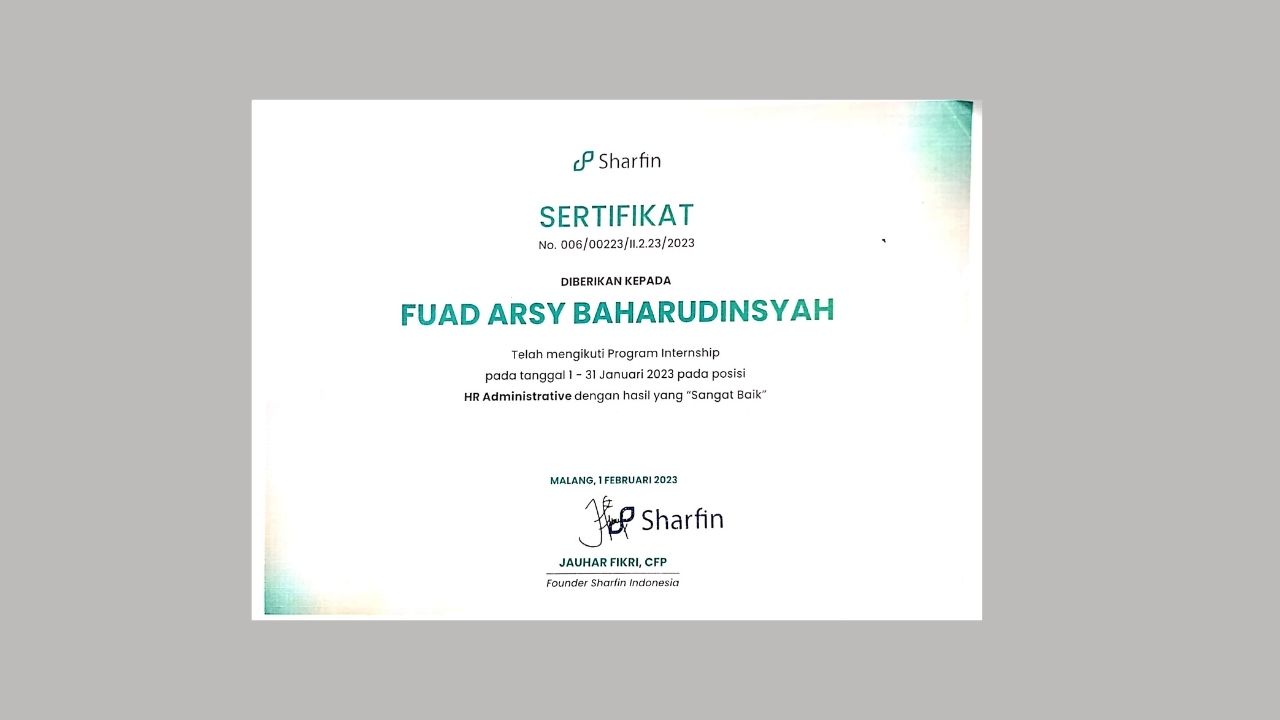 Sharfin
SERTIFIKAT
No. 006/00223/II.2.23/2023
DIBERIKAN KEPADA
FUAD ARSY BAHARUDINSYAH
Telah mengikuti Program Internship
pada tanggal 1 - 31 Januari 2023 pada posisi
HR Administrative dengan hasil yang “Sangat Baik”
MALANG, 1 FEBRUARI 2023
Sharfin
JAUHAR FIKRI, CFP
Founder Sharfin Indonesia